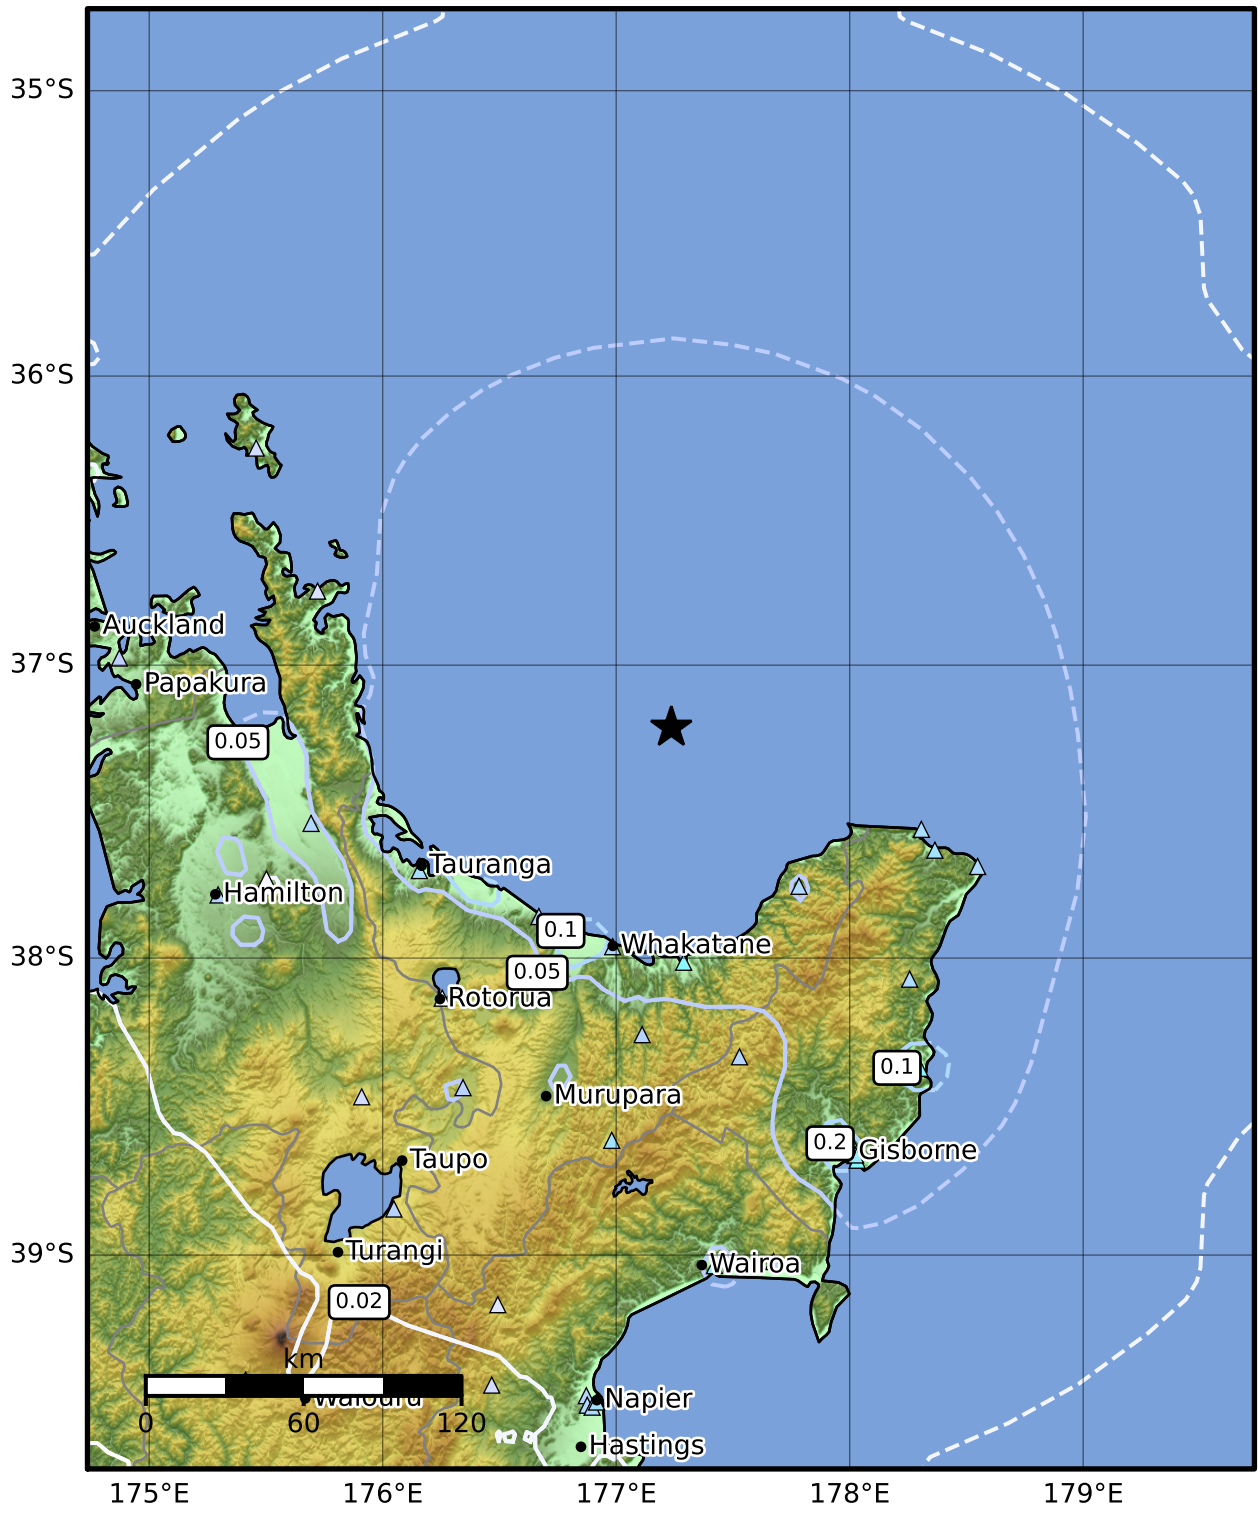 35°S
36°S
37°S
38°S
39°S
Auckland
Papakura
0.05
Tauranga
Hamilton
0.1
Whakatane
0.05
Rotorua
0.1
Murupara
0.2
Gisborne
Taupo
Turangi
Wairoa
0.02
km
Waiouru
Napier
0
60
120
Hastings
175°E
176°E
177°E
178°E
179°E